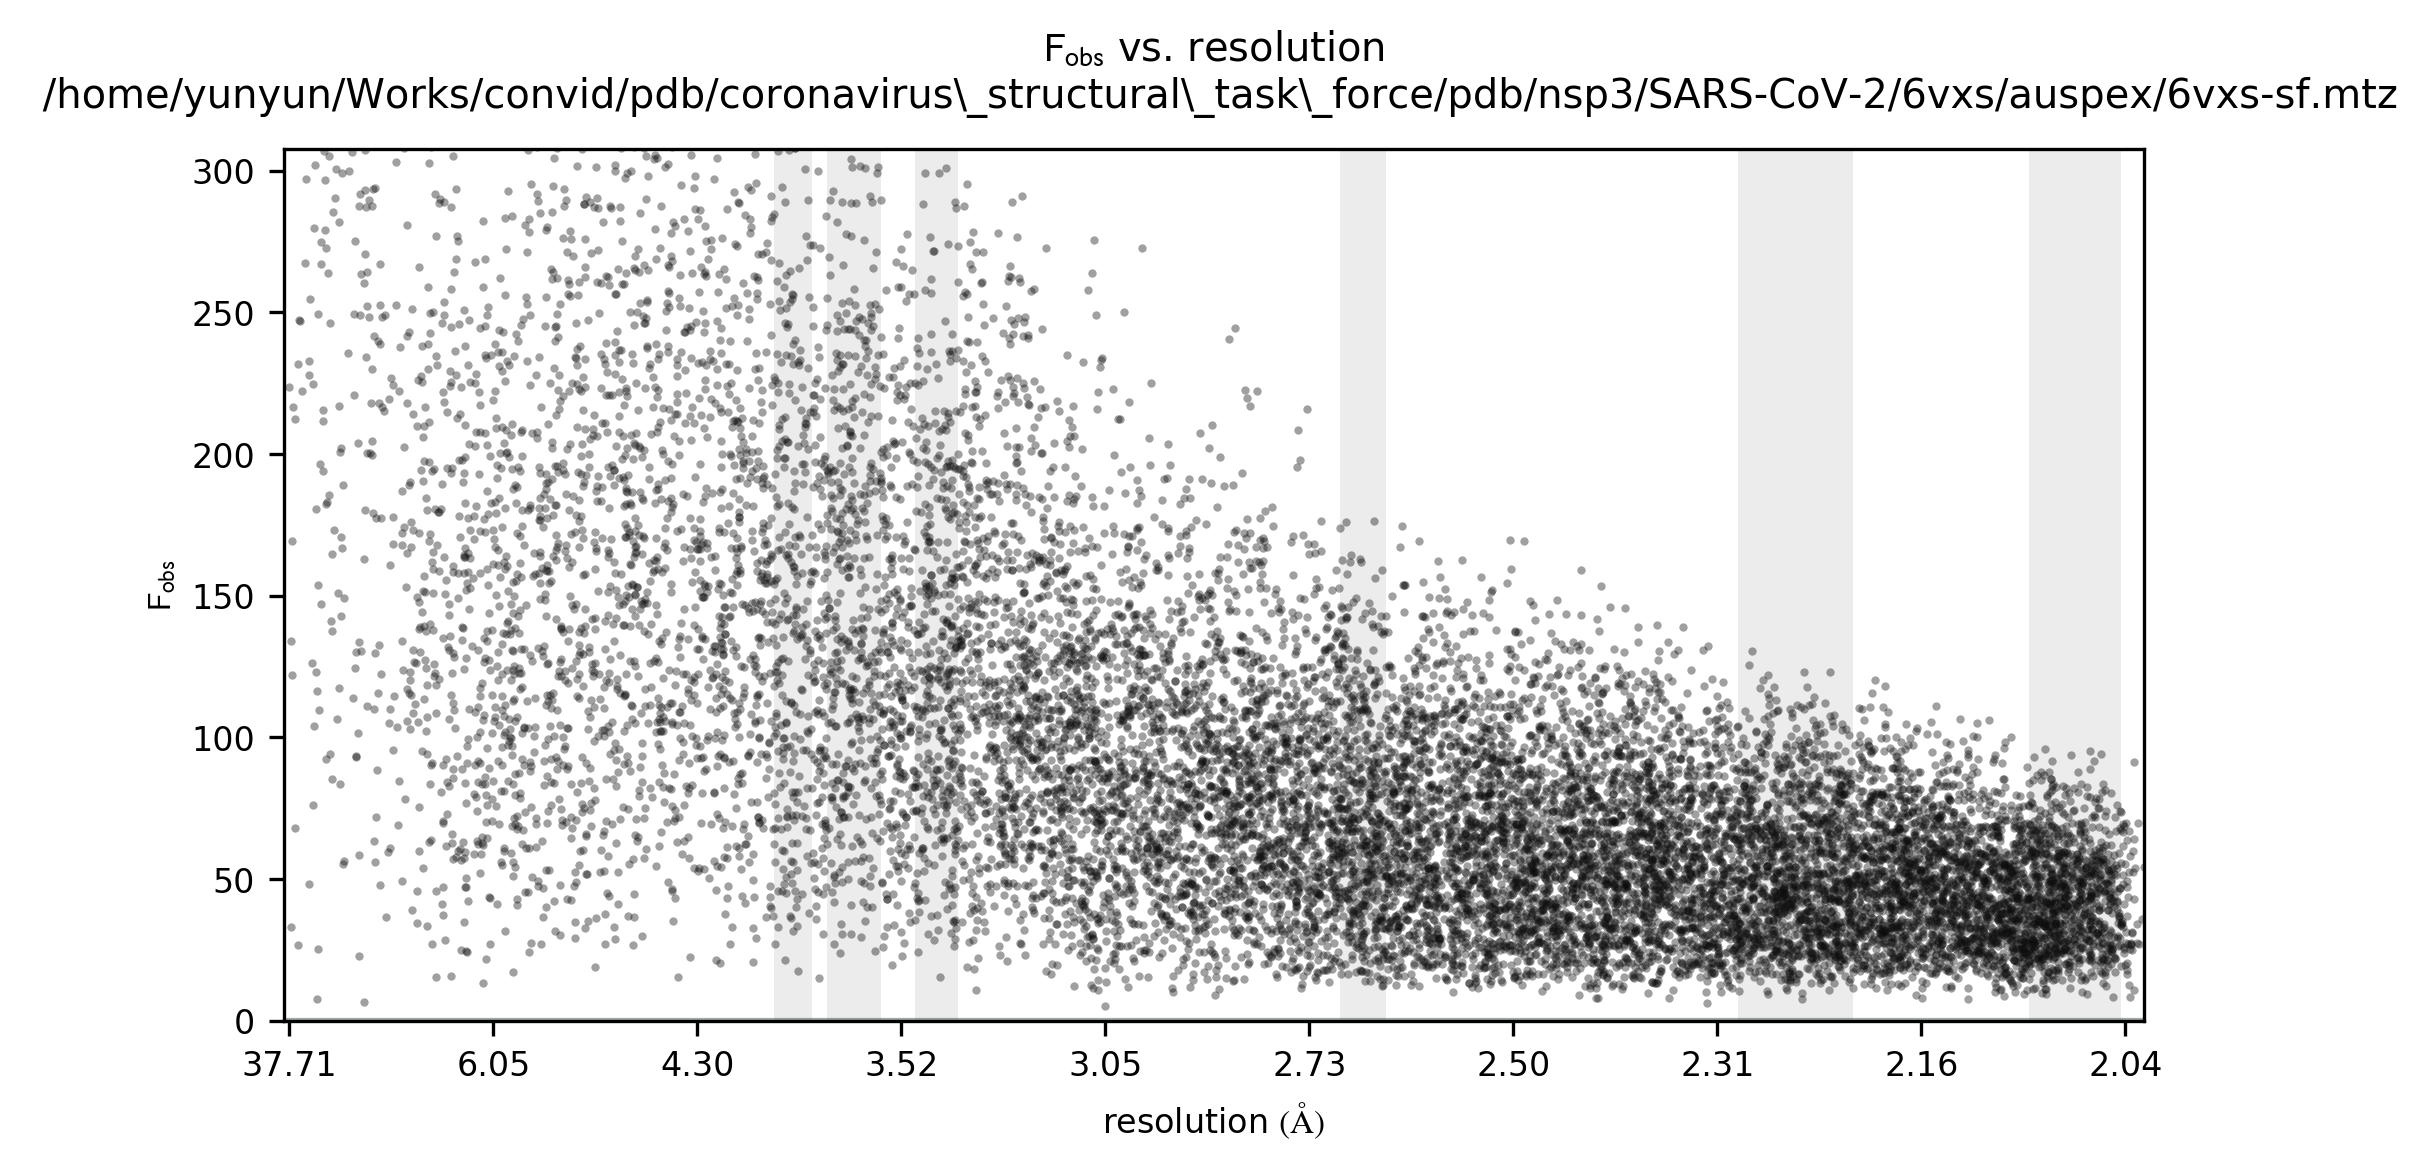 F_obs vs. resolution
/home/yunyun/Works/convid/pdb/coronavirus\_structural\_task\_force/pdb/nsp3/SARS-CoV-2/6vxs/auspex/6vxs-sf.mtz
300
250
200
150
100
50
0
F_obs
37.71 6.05 4.30 3.52 3.05 2.73 2.50 2.31 2.16 2.04
resolution (Å)